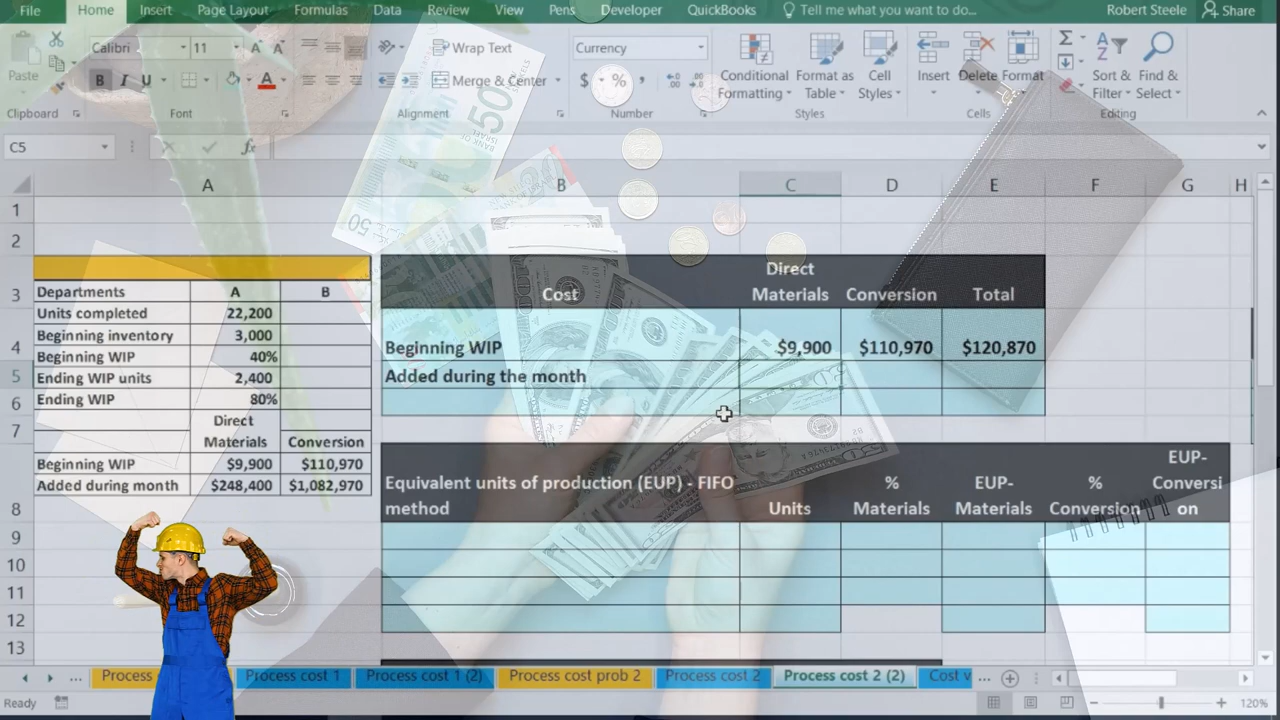 File Home Insert Page Layout Formulas Data Review View Pens Developer QuickBooks Tell me what you want to do... Robert Steele Share
Calibri 11 Wrap Text Currency
Paste B I U Merge & Center $ % , Conditional Format as Cell Insert Delete Format Sort & Find &
Formatting Table Styles Filter Select
Clipboard Font Alignment Number Styles Cells Editing
C5 fx
A B C D E F G H
1
2
3
4
5
6
7
8
9
10
11
12
13
Departments A B
Units completed 22,200
Beginning inventory 3,000
Beginning WIP 40%
Ending WIP units 2,400
Ending WIP 80%
Direct
Materials Conversion
Beginning WIP $9,900 $110,970
Added during month $248,400 $1,082,970
Direct
Cost Materials Conversion Total
Beginning WIP $9,900 $110,970 $120,870
Added during the month
EUP-
Equivalent units of production (EUP) - FIFO % EUP- % Conversi
method Units Materials Materials Conversion on
... Process Process cost 1 Process cost 1 (2) Process cost prob 2 Process cost 2 Process cost 2 (2) Cost v ...
Ready 120%